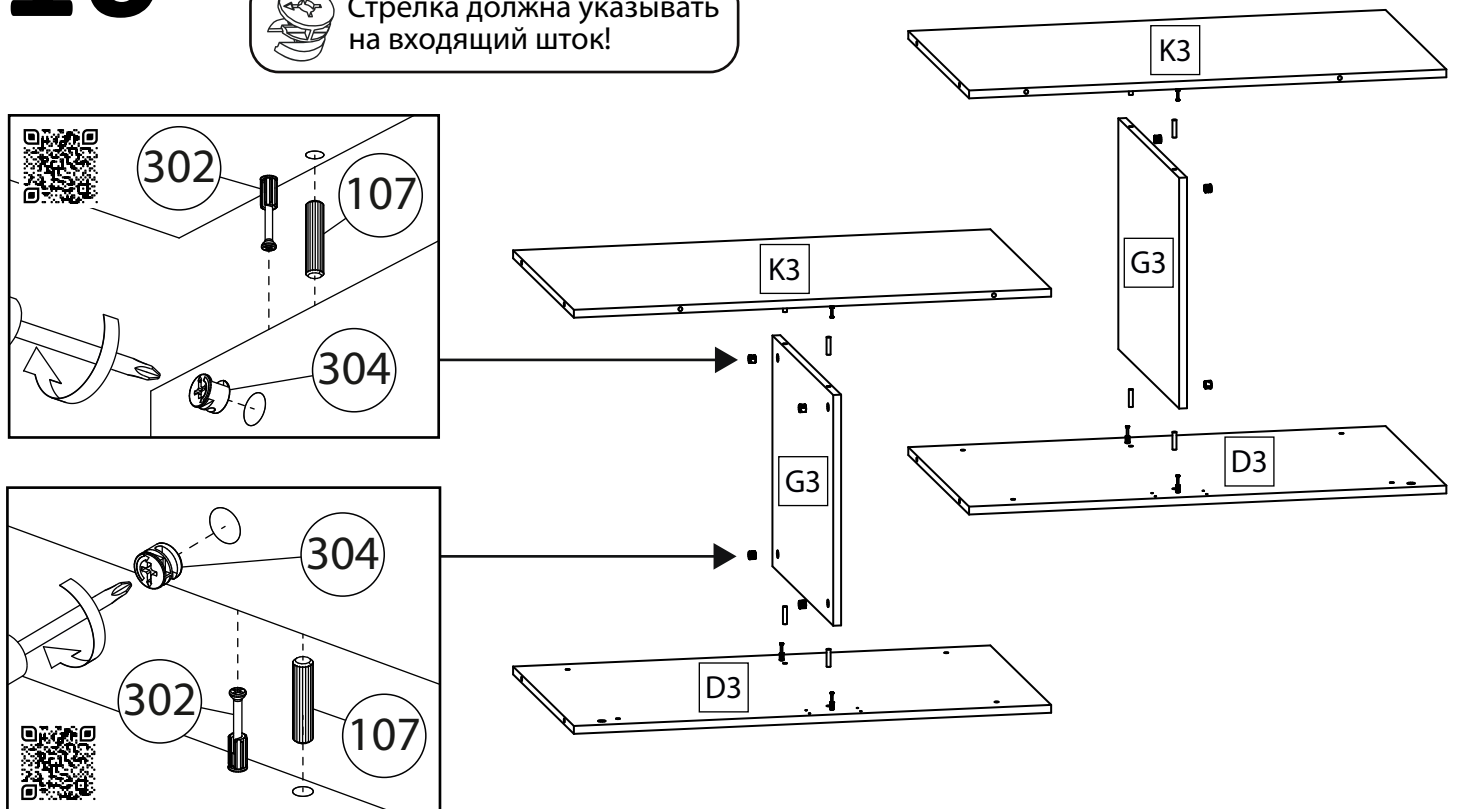 Стрелка должна указывать
на входящий шток!
K3
302
107
K3
G3
304
G3
304
D3
302
D3
107